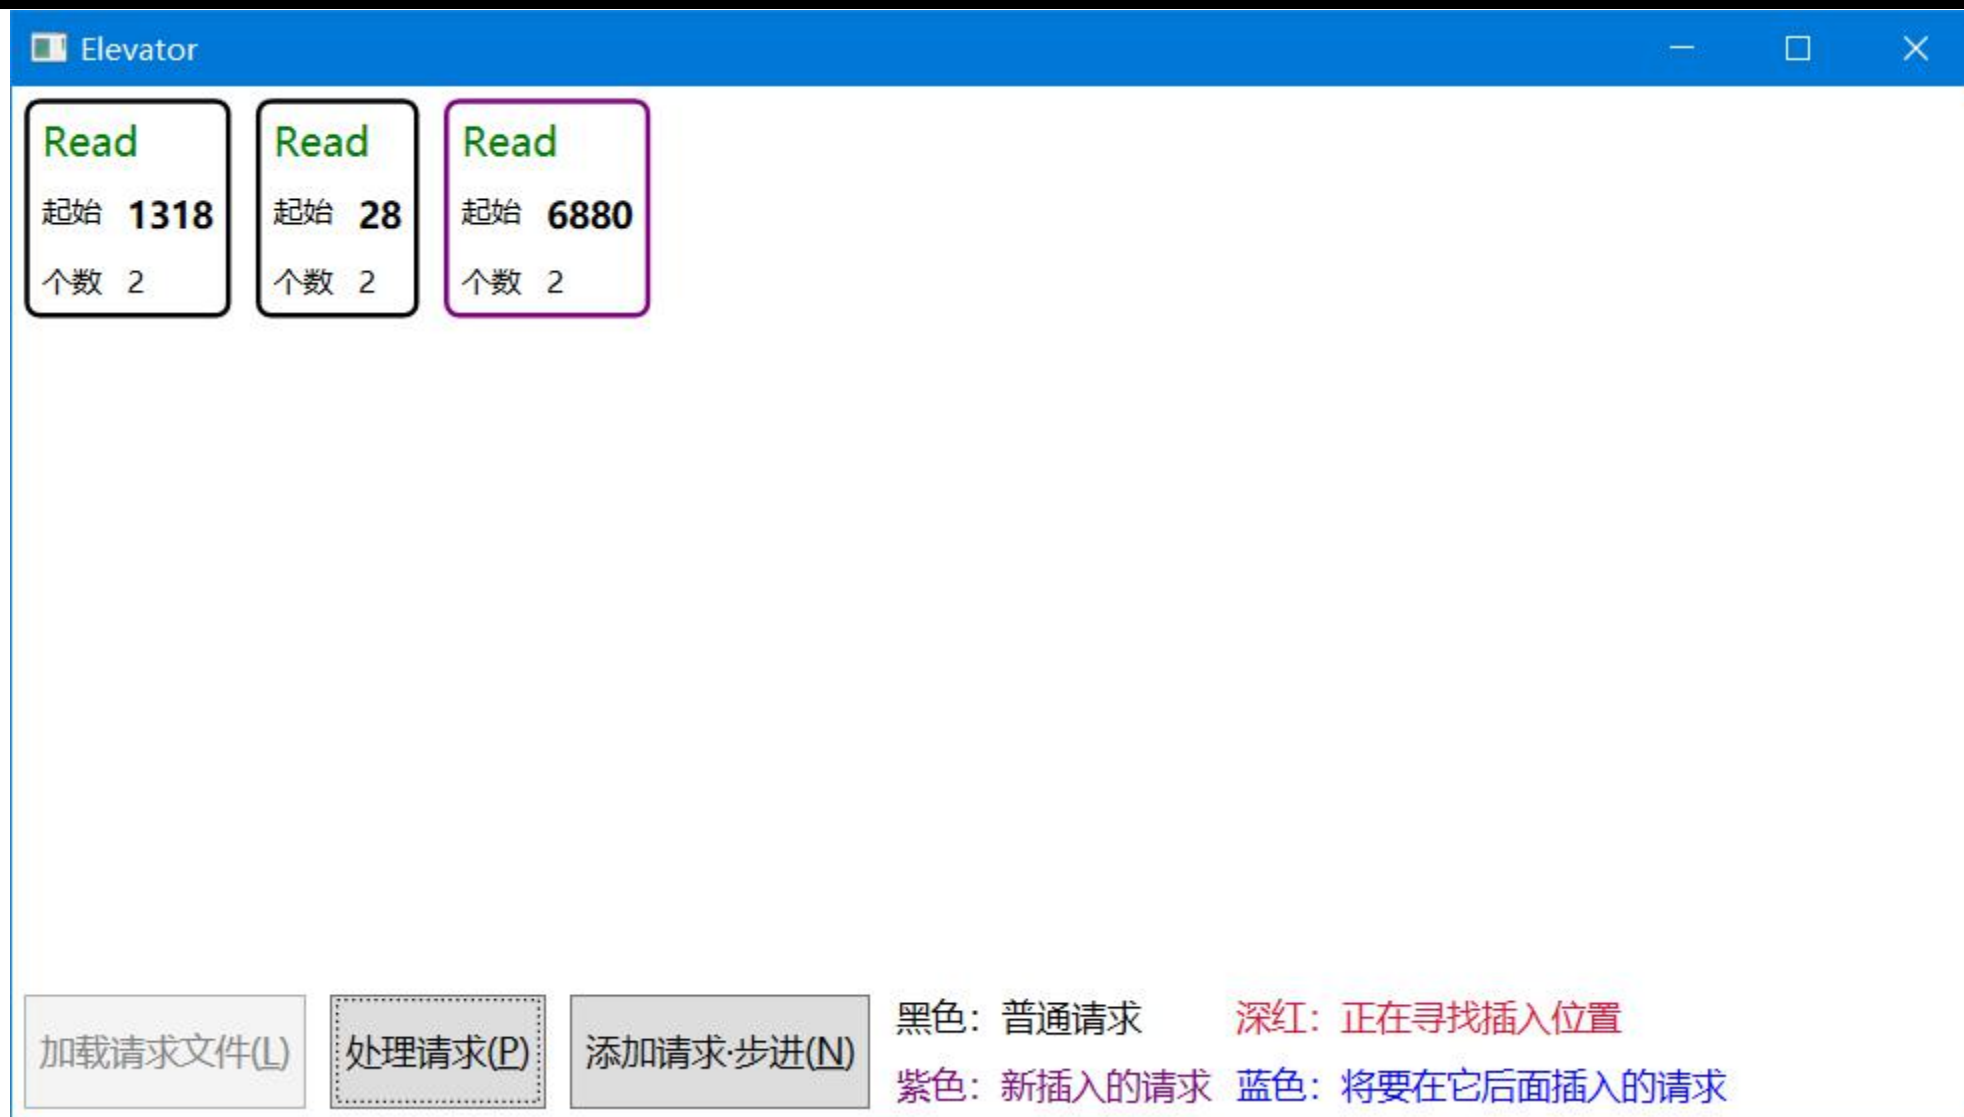 Elevator
Read Read Read
起始 1318 起始 28 起始 6880
个数 2 个数 2 个数 2
加载请求文件(L) 处理请求(P) 添加请求·步进(N)
黑色：普通请求 深红：正在寻找插入位置
紫色：新插入的请求 蓝色：将要在它后面插入的请求